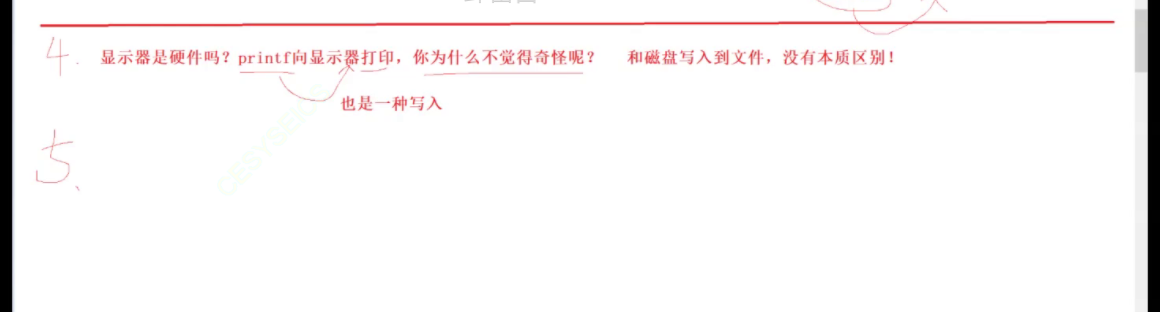 4. 显示器是硬件吗？printf向显示器打印，你为什么不觉得奇怪呢？ 和磁盘写入到文件，没有本质区别！
也是一种写入
5、